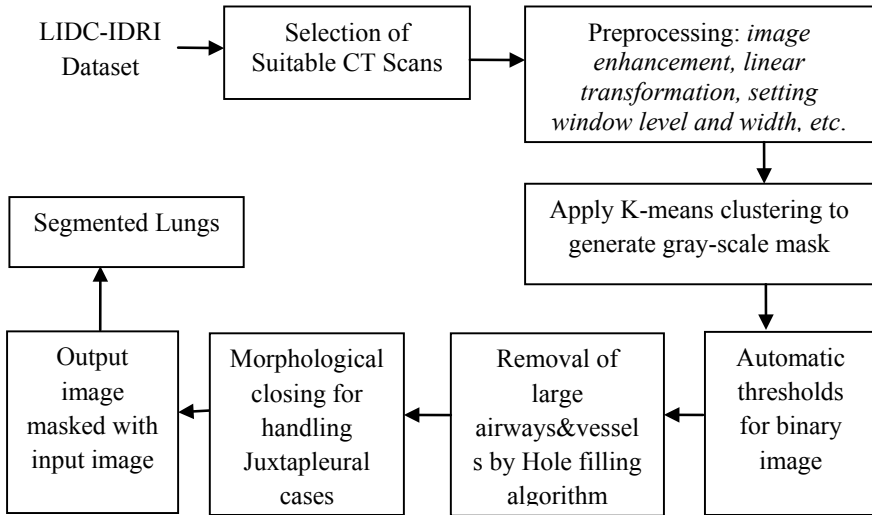 LIDC-IDRI
Dataset
Selection of
Suitable CT Scans
Preprocessing: image
enhancement, linear
transformation, setting
window level and width, etc.
Apply K-means clustering to
generate gray-scale mask
Automatic
thresholds
for binary
image
Removal of
large
airways&vessel
s by Hole filling
algorithm
Morphological
closing for
handling
Juxtapleural
cases
Output
image
masked with
input image
Segmented Lungs